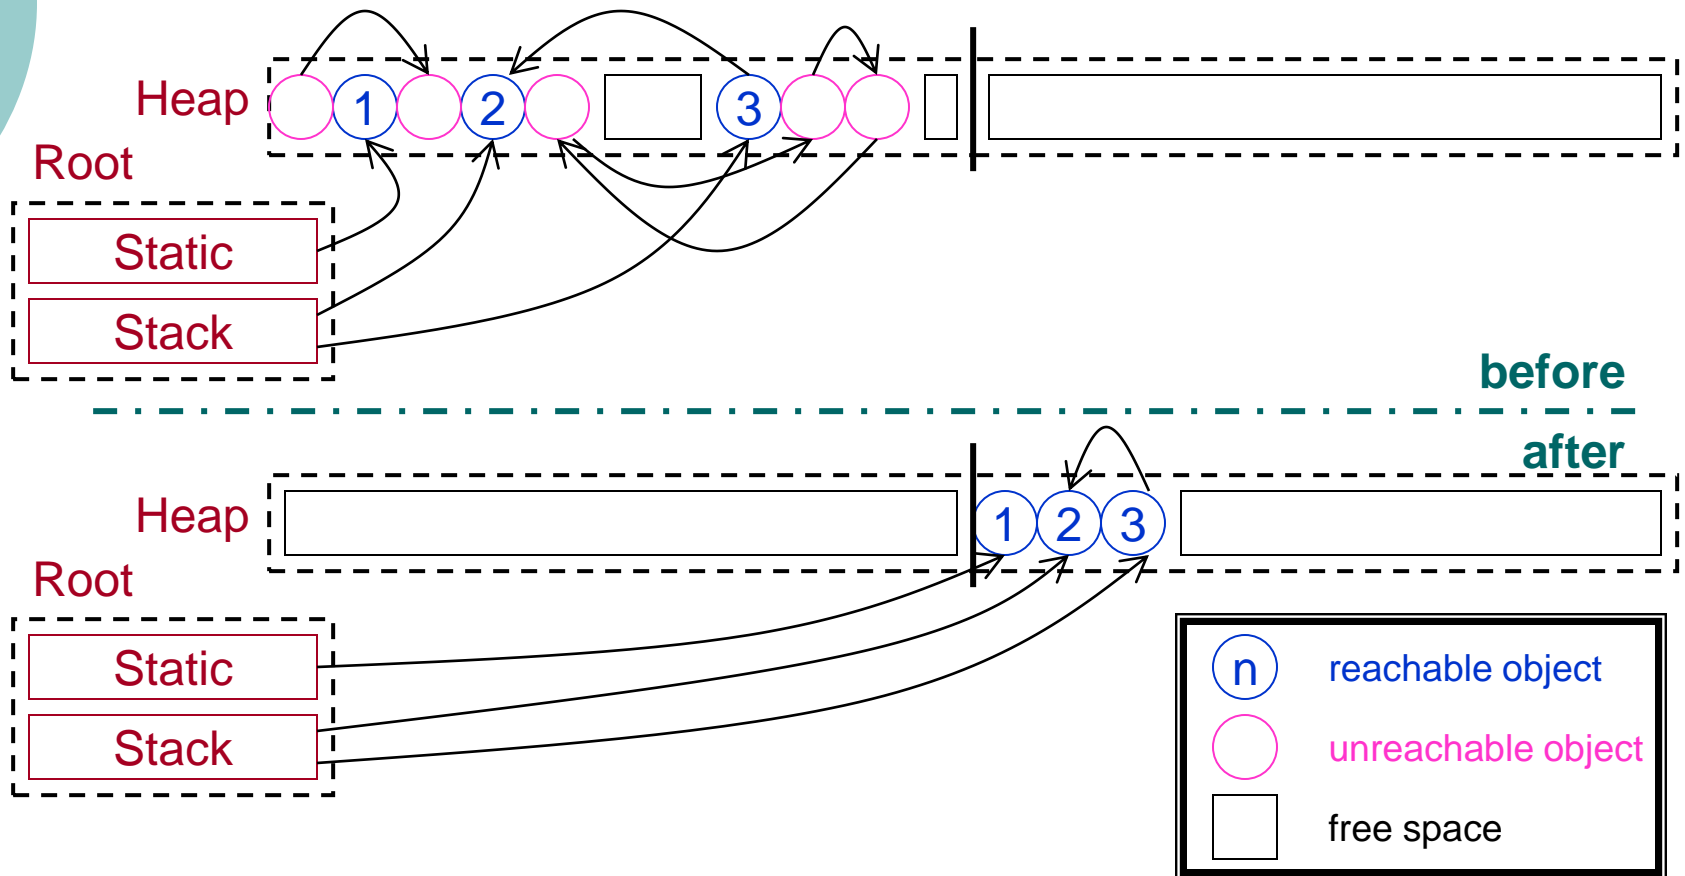 Heap
1
2
3
Root
Static
Stack
before
after
Heap
1
2
3
Root
Static
Stack
n reachable object
unreachable object
free space